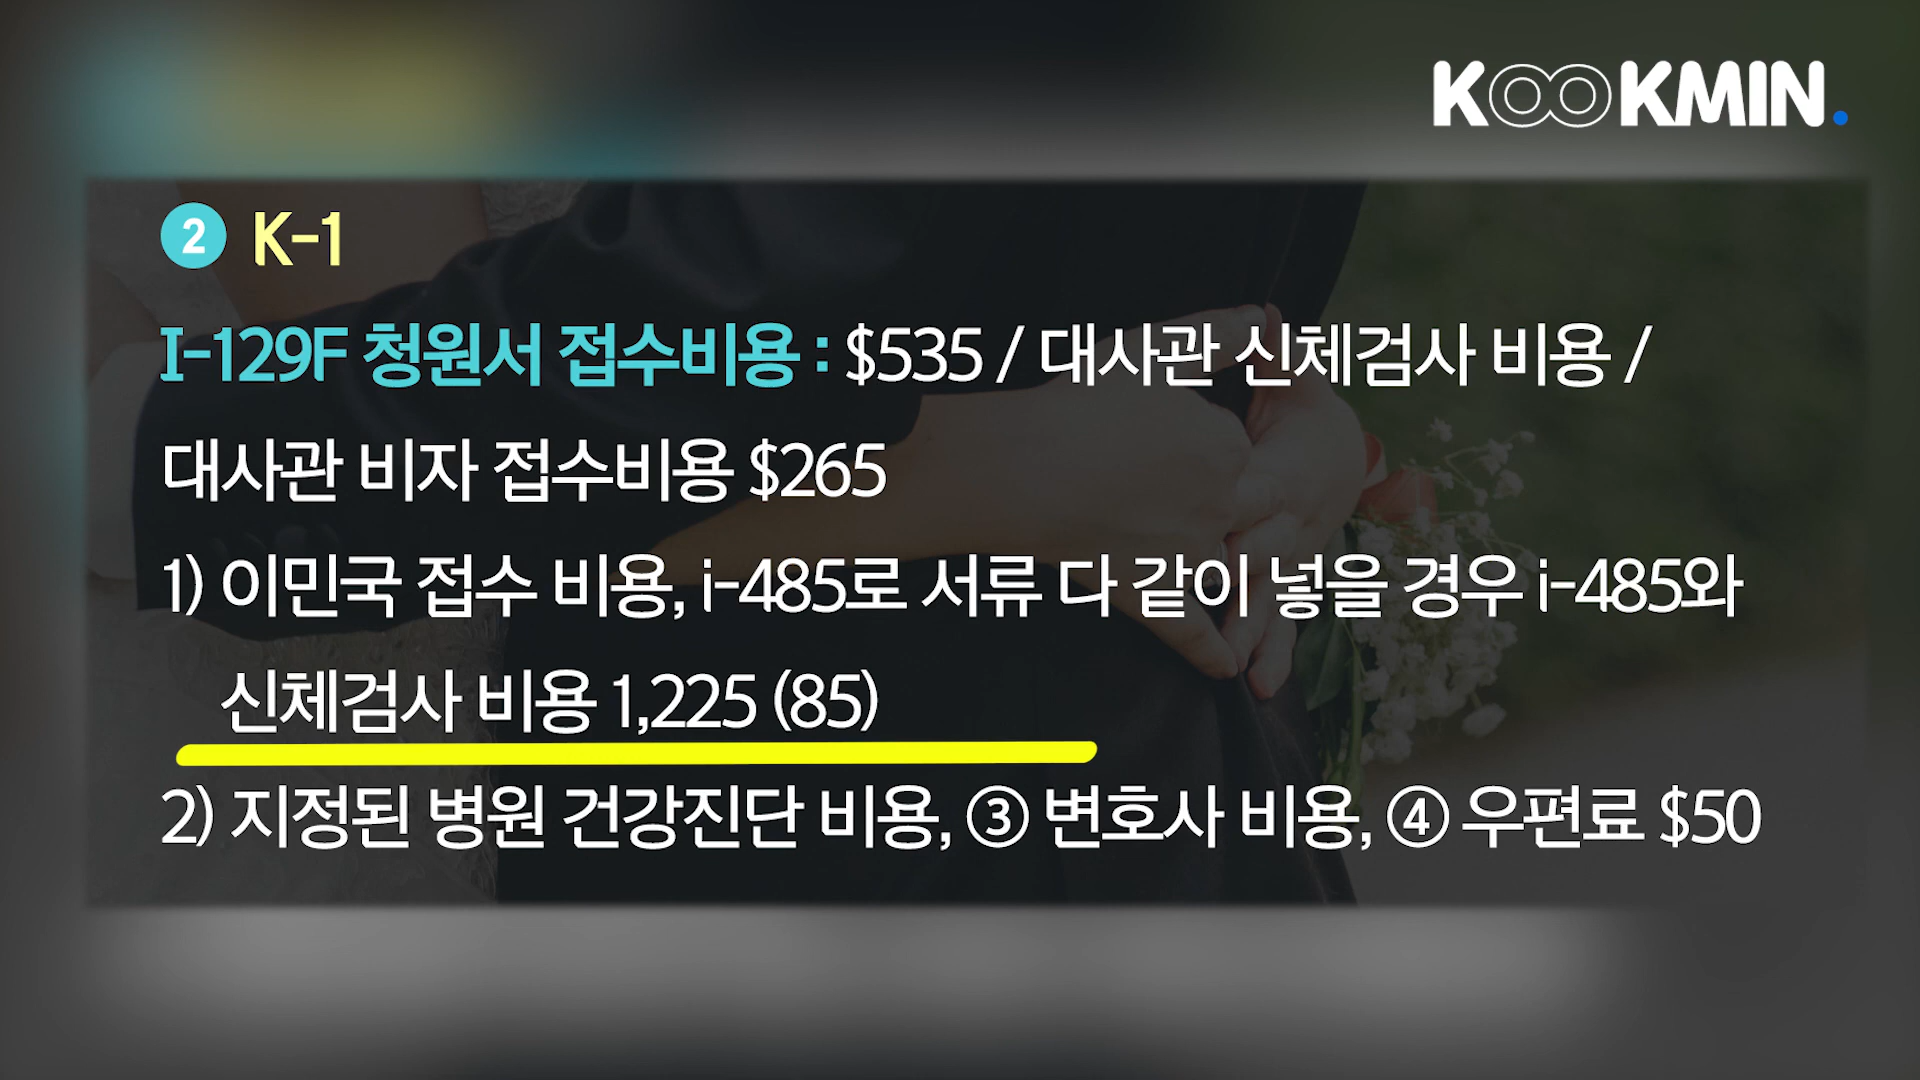 KOOKMIN.
2 K-1
I-129F 청원서 접수비용 : $535 / 대사관 신체검사 비용 /
대사관 비자 접수비용 $265
1) 이민국 접수 비용, i-485로 서류 다 같이 넣을 경우 i-485와
신체검사 비용 1,225 (85)
2) 지정된 병원 건강진단 비용, ③ 변호사 비용, ④ 우편료 $50